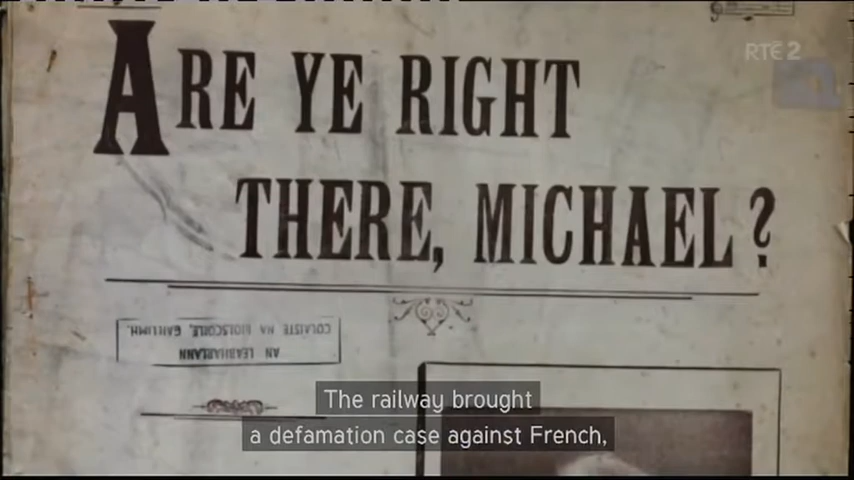 RTÉ 2
ARE YE RIGHT
THERE, MICHAEL?
AN LEABHARLANN
COLAISTE NA hIOLSCOILE, GAILLIMH.
The railway brought
a defamation case against French,